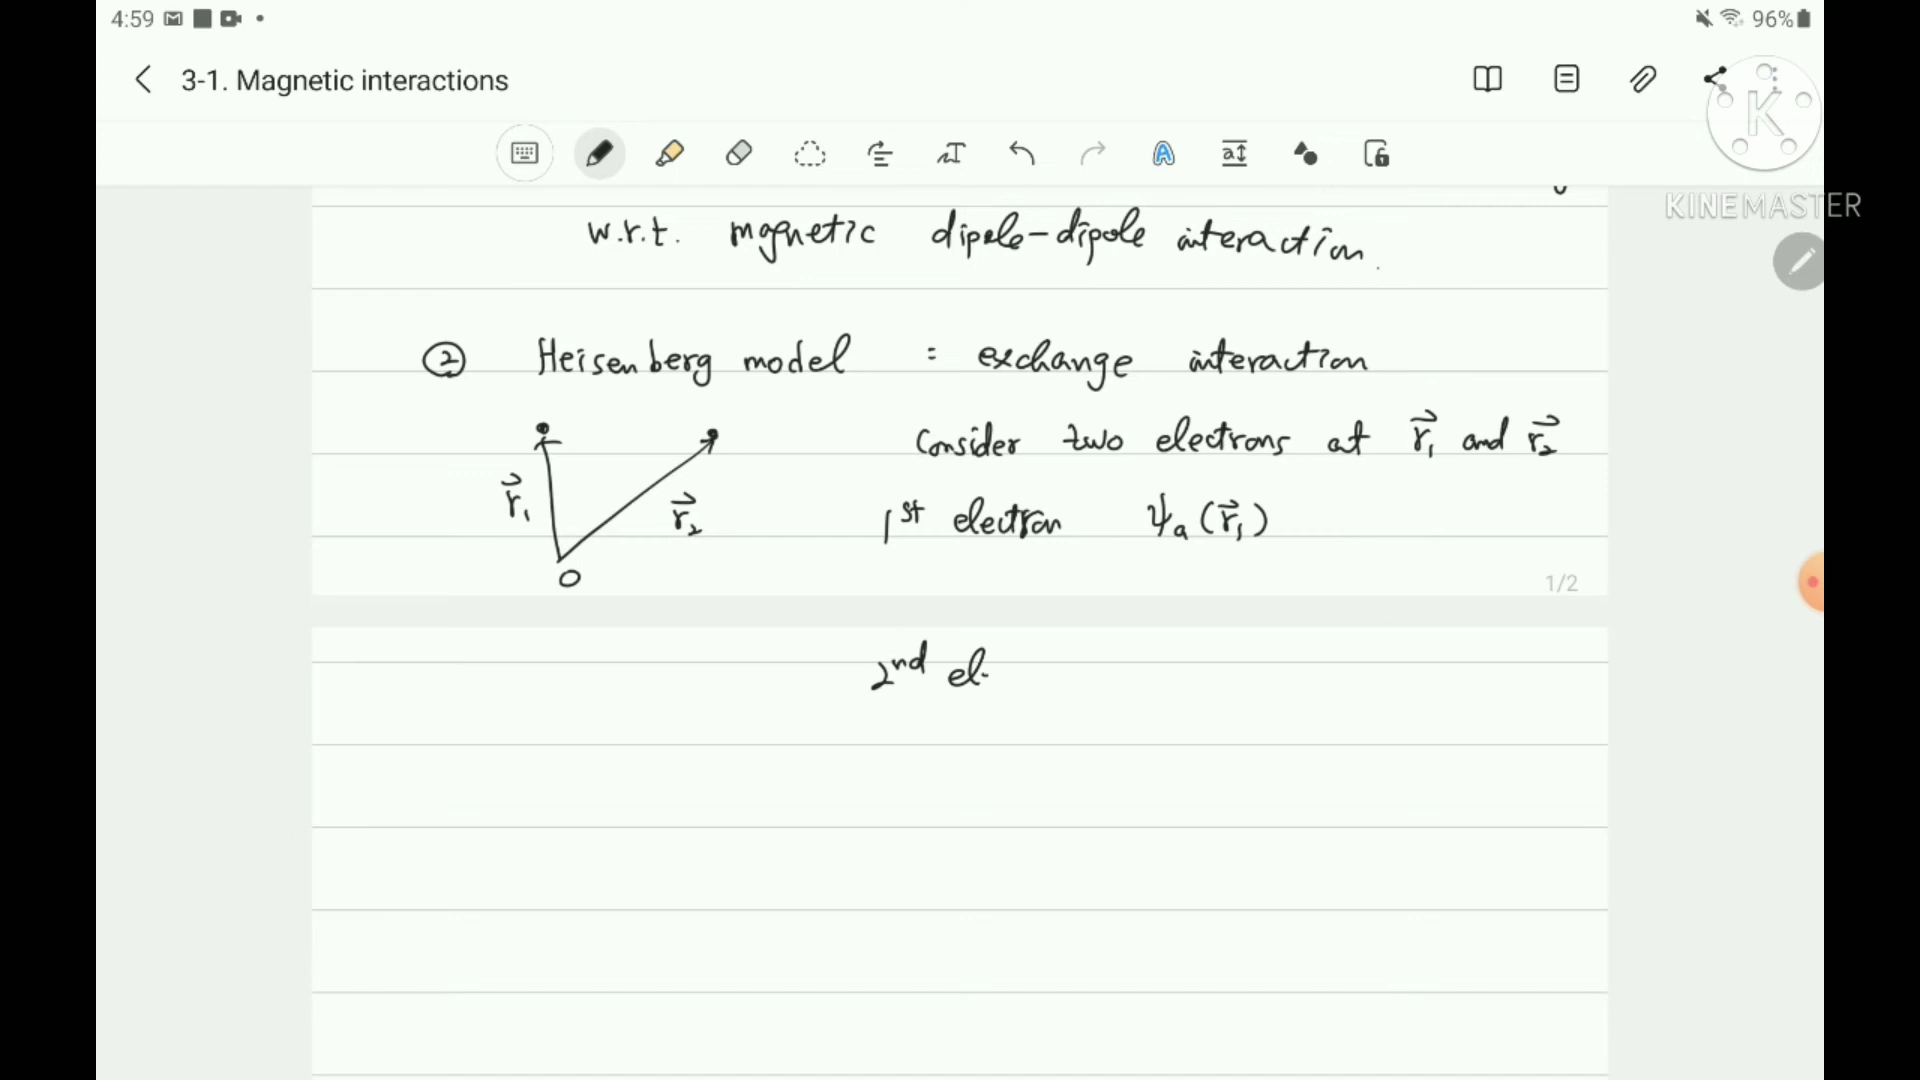 4:59 96%
3-1. Magnetic interactions
K
KINEMASTER
w.r.t. magnetic dipole-dipole interaction.
② Heisenberg model : exchange interaction
Consider two electrons at r⃗₁ and r⃗₂
r⃗₁ r⃗₂ 1st electron ψₐ(r⃗₁)
O
1/2
2nd el